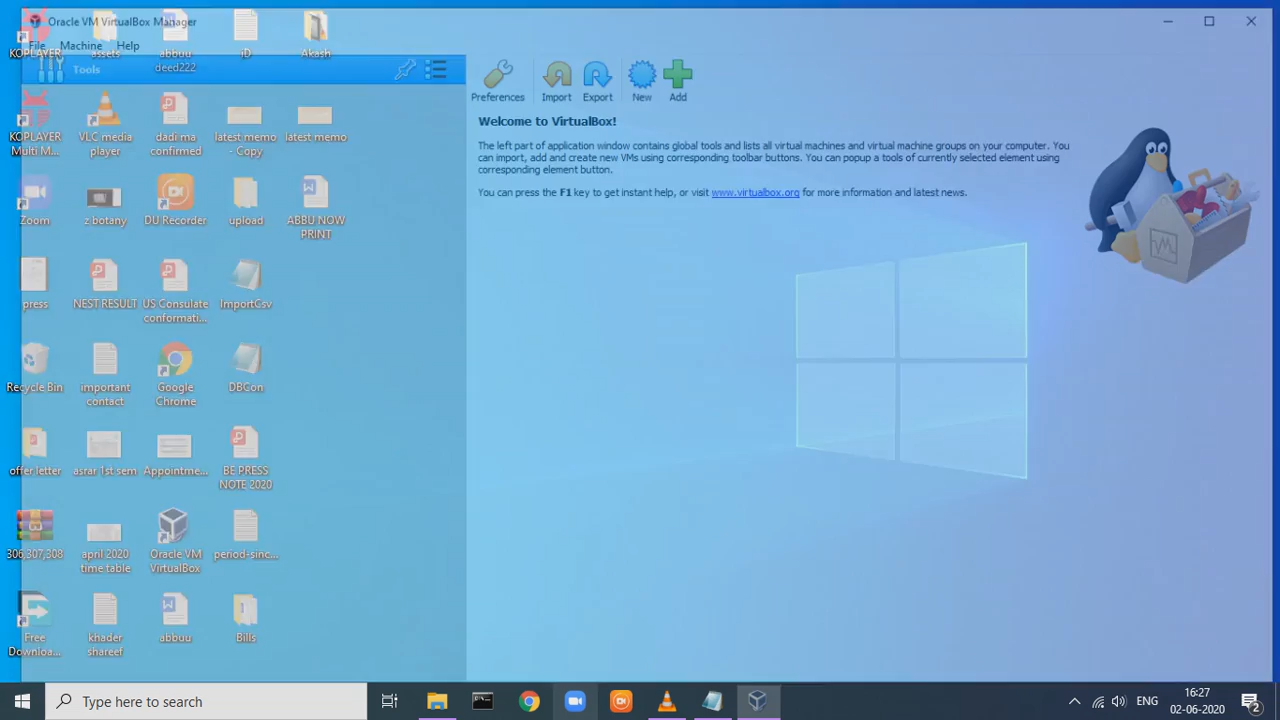 Oracle VM VirtualBox Manager
File Machine Help
Tools
Preferences
Import
Export
New
Add
Welcome to VirtualBox!
The left part of application window contains global tools and lists all virtual machines and virtual machine groups on your computer. You
can import, add and create new VMs using corresponding toolbar buttons. You can popup a tools of currently selected element using
corresponding element button.
You can press the F1 key to get instant help, or visit www.virtualbox.org for more information and latest news.
KOPLAYER
assets
abbuu
deed222
iD
Akash
KOPLAYER
Multi M...
VLC media
player
dadi ma
confirmed
latest memo
- Copy
latest memo
Zoom
z botany
DU Recorder
upload
ABBU NOW
PRINT
press
NEST RESULT
US Consulate
conformati...
ImportCsv
Recycle Bin
important
contact
Google
Chrome
DBCon
offer letter
asrar 1st sem
Appointme...
BE PRESS
NOTE 2020
306,307,308
april 2020
time table
Oracle VM
VirtualBox
period-sinc...
Free
Downloa...
khader
shareef
abbuu
Bills
Type here to search
ENG
16:27
02-06-2020
2